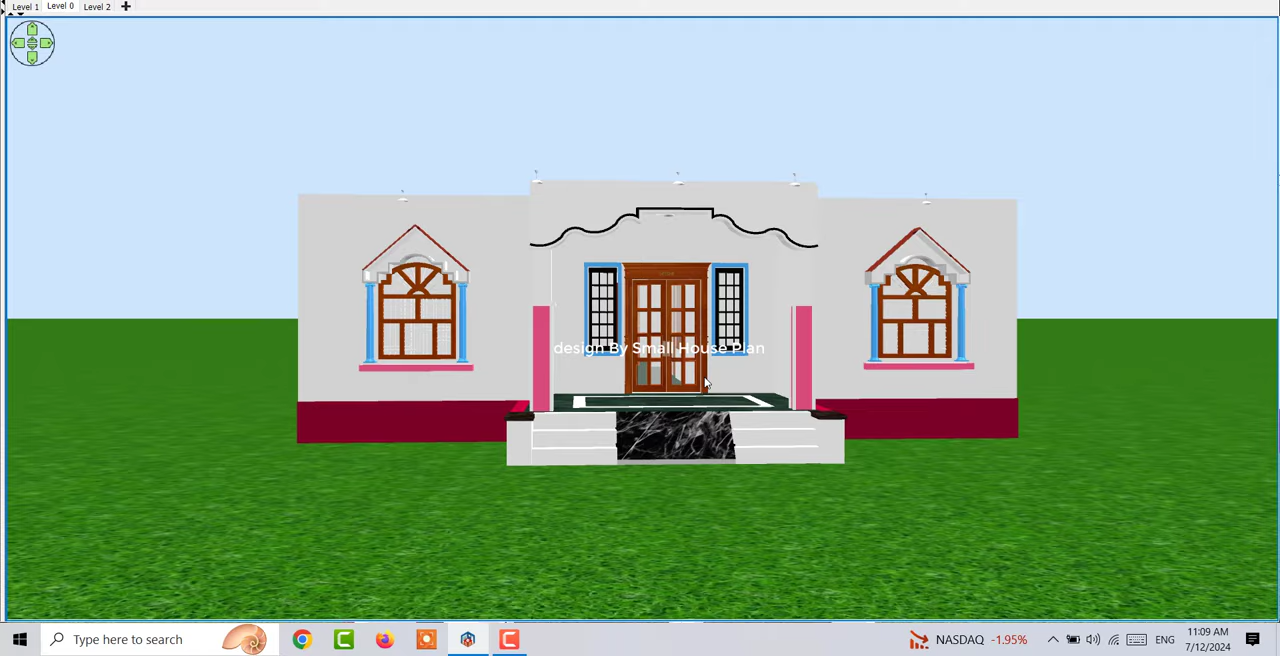 Level 1 Level 0 Level 2
design By Small House Plan
Type here to search
NASDAQ -1.95%
ENG
11:09 AM
7/12/2024